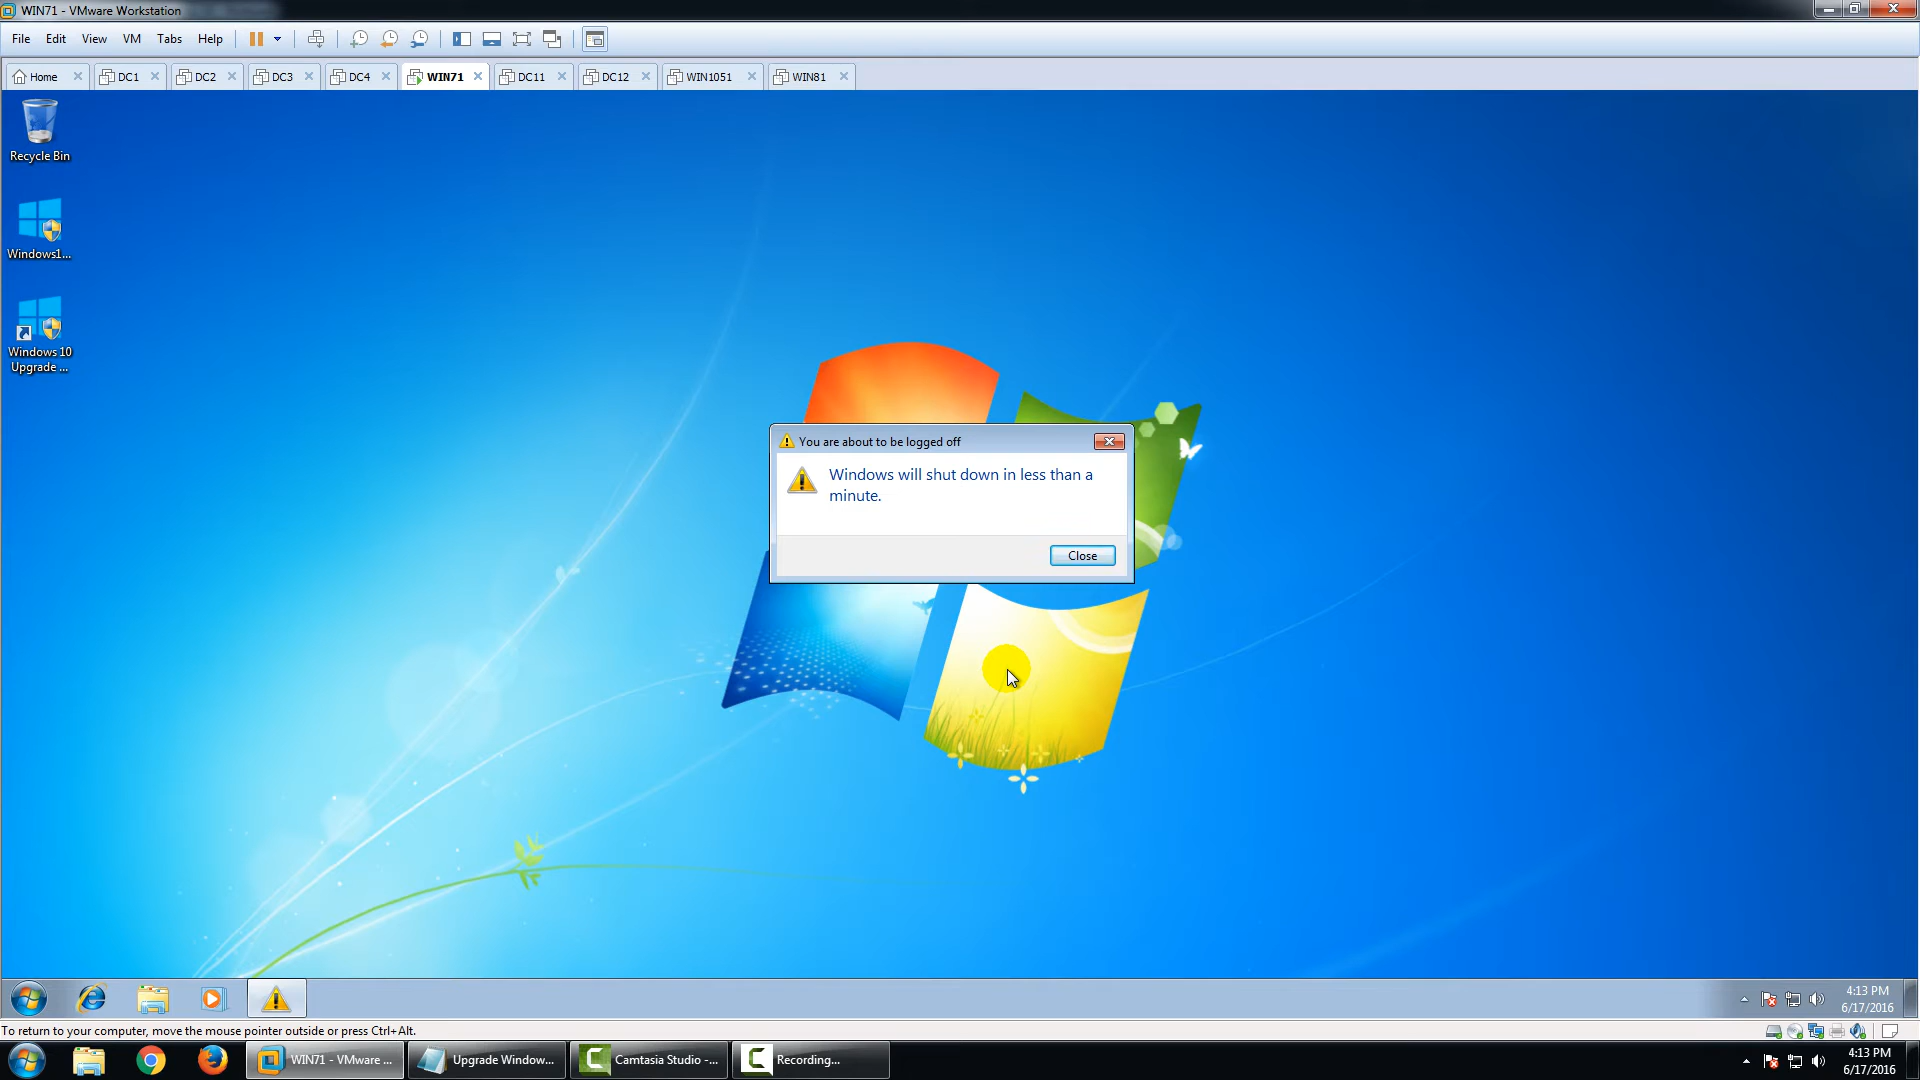 WIN71 - VMware Workstation
File Edit View VM Tabs Help
Home DC1 DC2 DC3 DC4 WIN71 DC11 DC12 WIN1051 WIN81
Recycle Bin
Windows1...
Windows 10
Upgrade ...
You are about to be logged off
Windows will shut down in less than a
minute.
Close
4:13 PM
6/17/2016
To return to your computer, move the mouse pointer outside or press Ctrl+Alt.
WIN71 - VMware ... Upgrade Window... Camtasia Studio -... Recording...
4:13 PM
6/17/2016